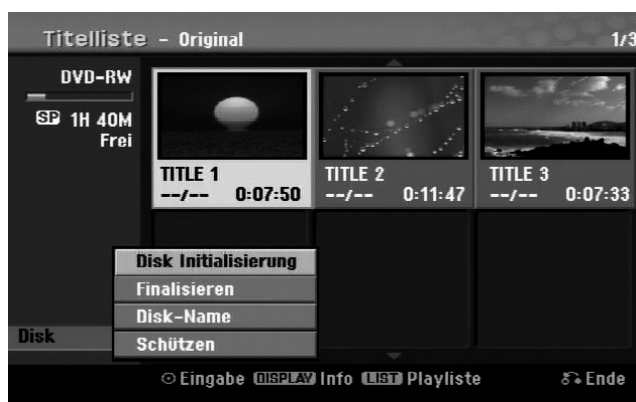 Titelliste - Original 1/3
DVD-RW
SP 1H 40M
Frei
TITLE 1
--/-- 0:07:50
TITLE 2
--/-- 0:11:47
TITLE 3
--/-- 0:07:33
Disk
Disk Initialisierung
Finalisieren
Disk-Name
Schützen
Eingabe DISPLAY Info LIST Playliste Ende